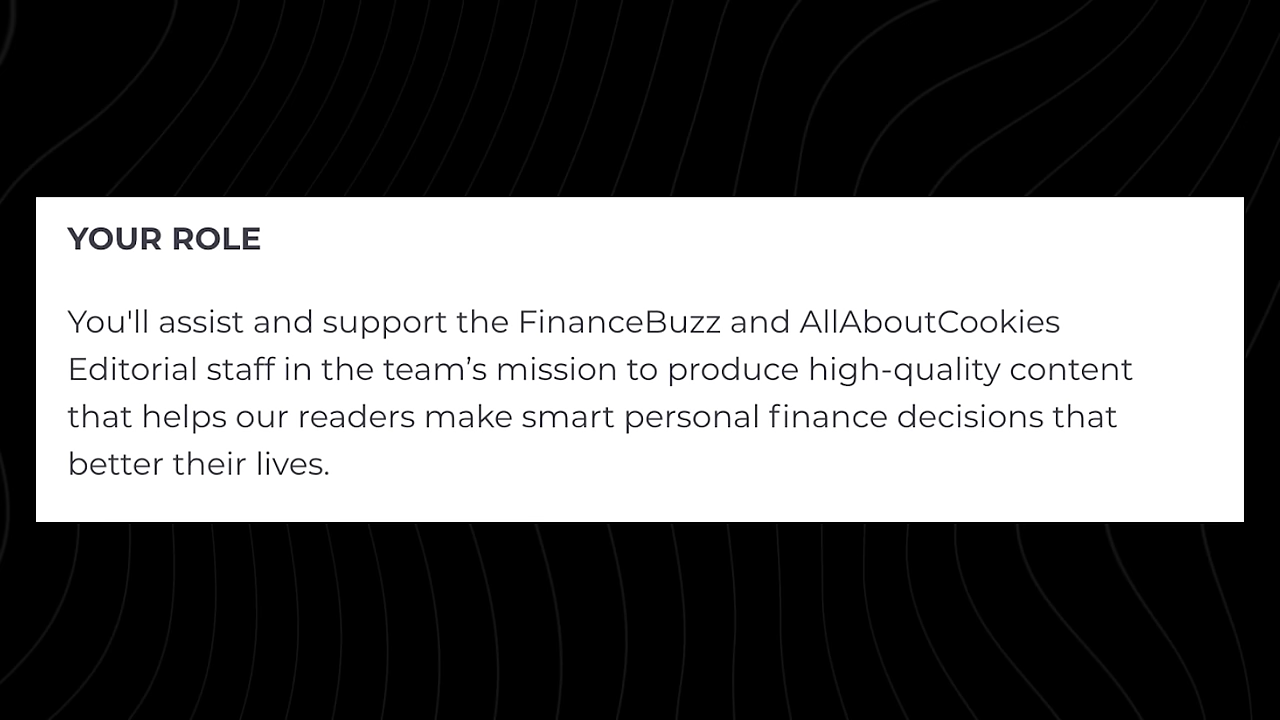 YOUR ROLE
You'll assist and support the FinanceBuzz and AllAboutCookies
Editorial staff in the team’s mission to produce high-quality content
that helps our readers make smart personal finance decisions that
better their lives.